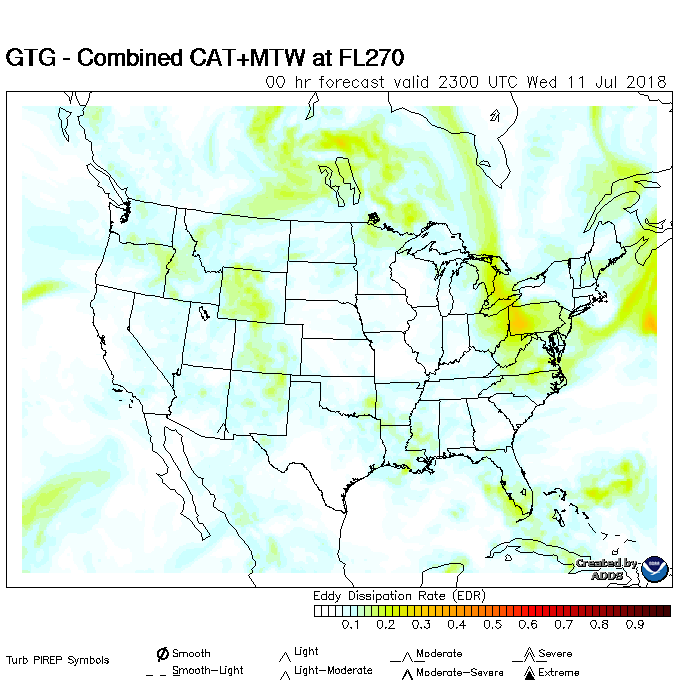 GTG - Combined CAT+MTW at FL270
00 hr forecast valid 2300 UTC Wed 11 Jul 2018
Created by
ADDS
Eddy Dissipation Rate (EDR)
0.1 0.2 0.3 0.4 0.5 0.6 0.7 0.8 0.9
Turb PIREP Symbols
Smooth Light Moderate Severe
Smooth-Light Light-Moderate Moderate-Severe Extreme